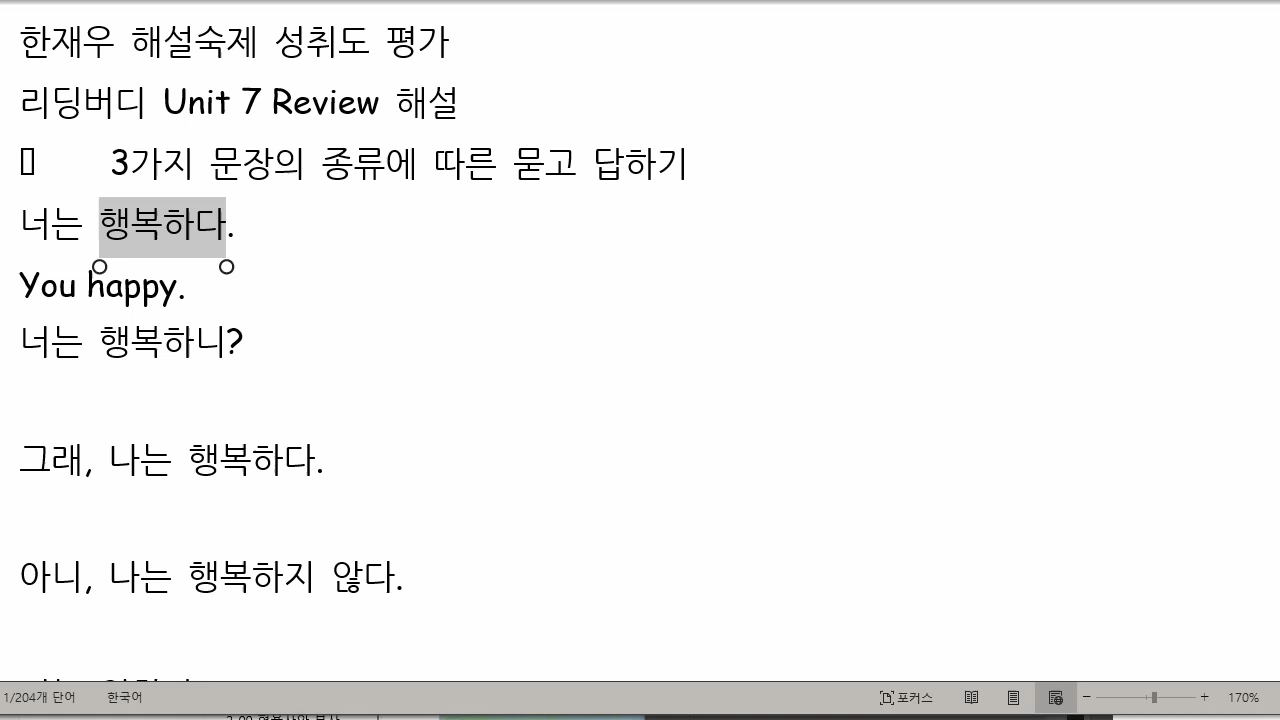 한재우 해설숙제 성취도 평가
리딩버디 Unit 7 Review 해설
3가지 문장의 종류에 따른 묻고 답하기
너는 행복하다.
You happy.
너는 행복하니?
그래, 나는 행복하다.
아니, 나는 행복하지 않다.
1/204개 단어 한국어 포커스 170%